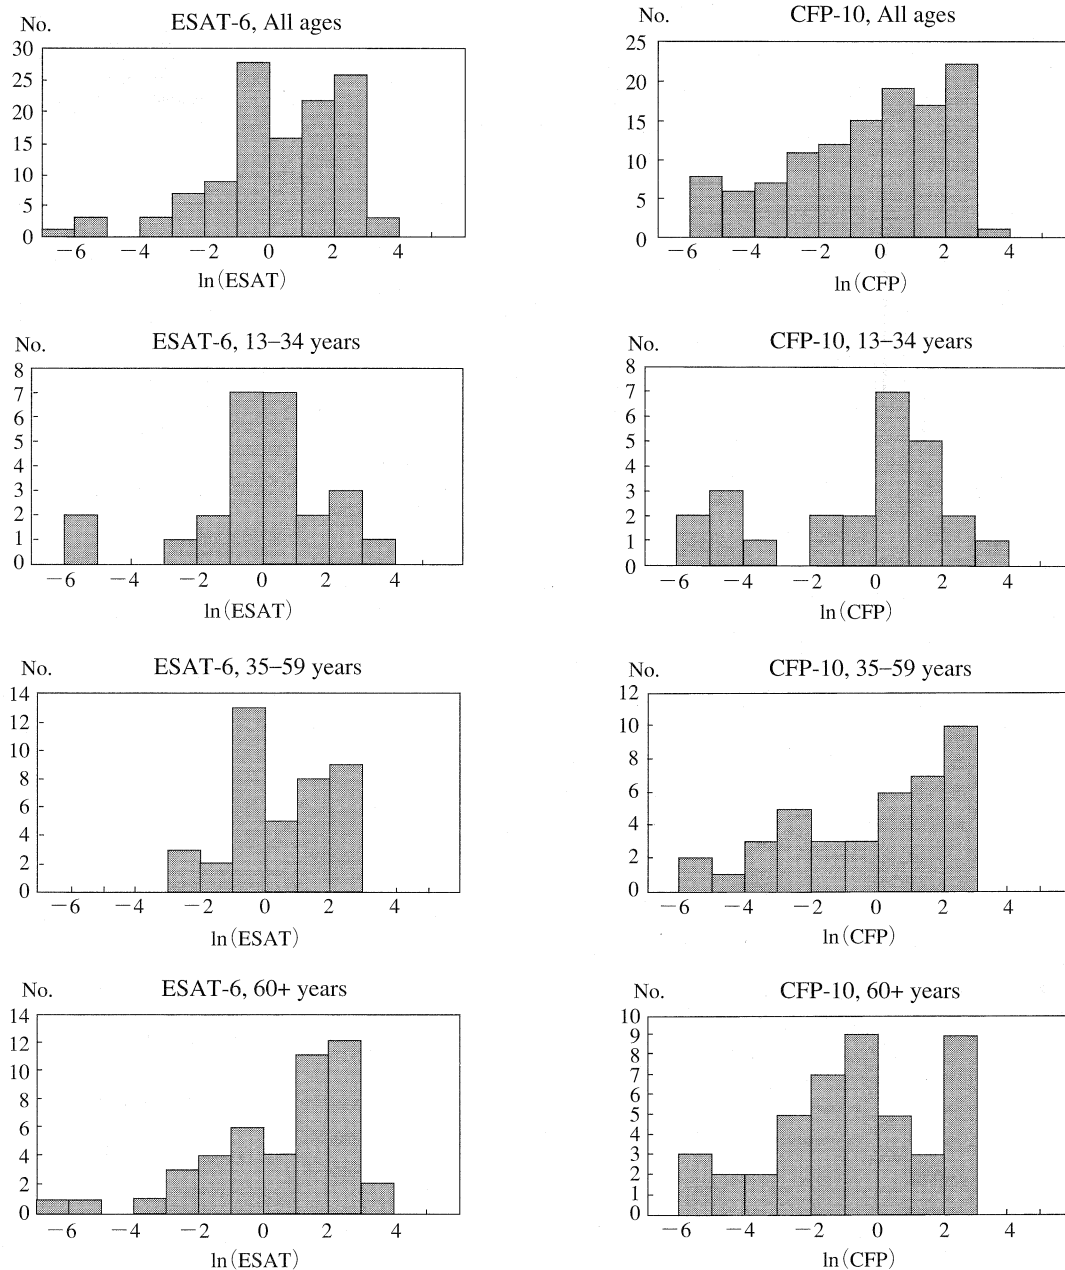 No. ESAT-6, All ages
30
25
20
15
10
5
0
−6 −2 0 2 4
ln(ESAT)
No. CFP-10, All ages
25
20
15
10
5
0
−6 −2 0 2 4
ln(CFP)
No. ESAT-6, 13–34 years
8
7
6
5
4
3
2
1
0
−6 −4 −2 0 2 4
ln(ESAT)
No. CFP-10, 13–34 years
8
7
6
5
4
3
2
1
0
−6 −4 −2 0 2 4
ln(CFP)
No. ESAT-6, 35–59 years
14
12
10
8
6
4
2
0
−6 −4 −2 0 2 4
ln(ESAT)
No. CFP-10, 35–59 years
12
10
8
6
4
2
0
−6 −4 −2 0 2 4
ln(CFP)
No. ESAT-6, 60+ years
14
12
10
8
6
4
2
0
−6 −4 −2 0 2 4
ln(ESAT)
No. CFP-10, 60+ years
10
9
8
7
6
5
4
3
2
1
0
−6 −4 −2 0 2 4
ln(CFP)